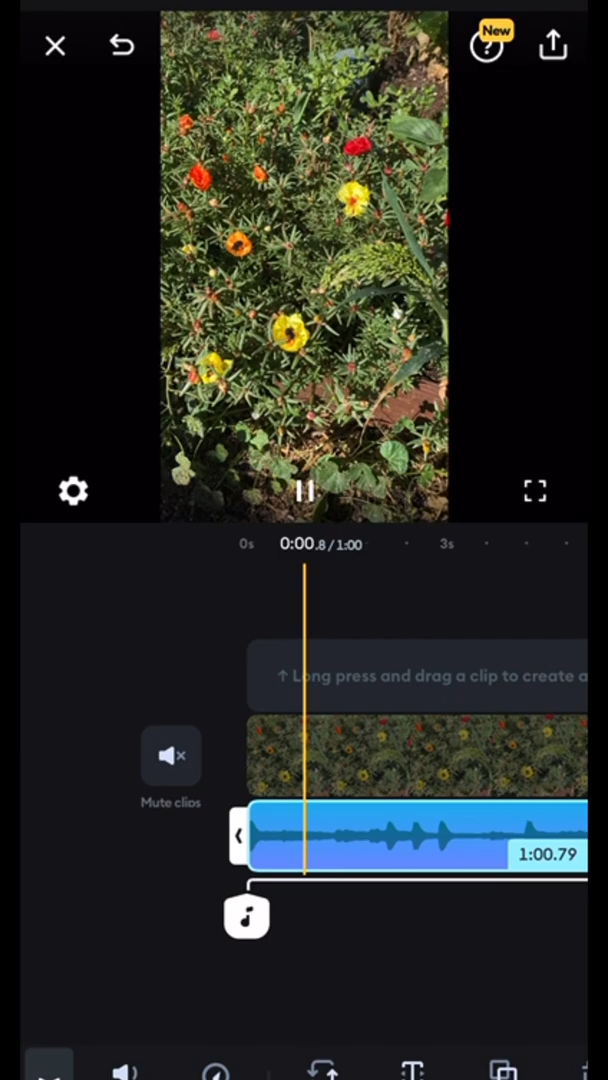 New
0s 0:00.8 / 1:00 3s
↑ Long press and drag a clip to create a
Mute clips
1:00.79